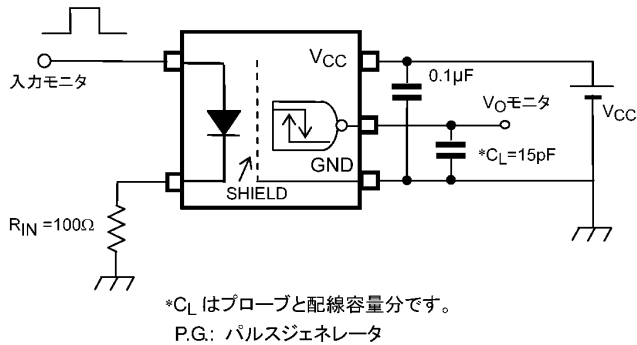 入力モニタ
VCC
0.1μF
VOモニタ
VCC
*CL=15pF
GND
SHIELD
RIN =100Ω
*CL はプローブと配線容量分です。
P.G.: パルスジェネレータ